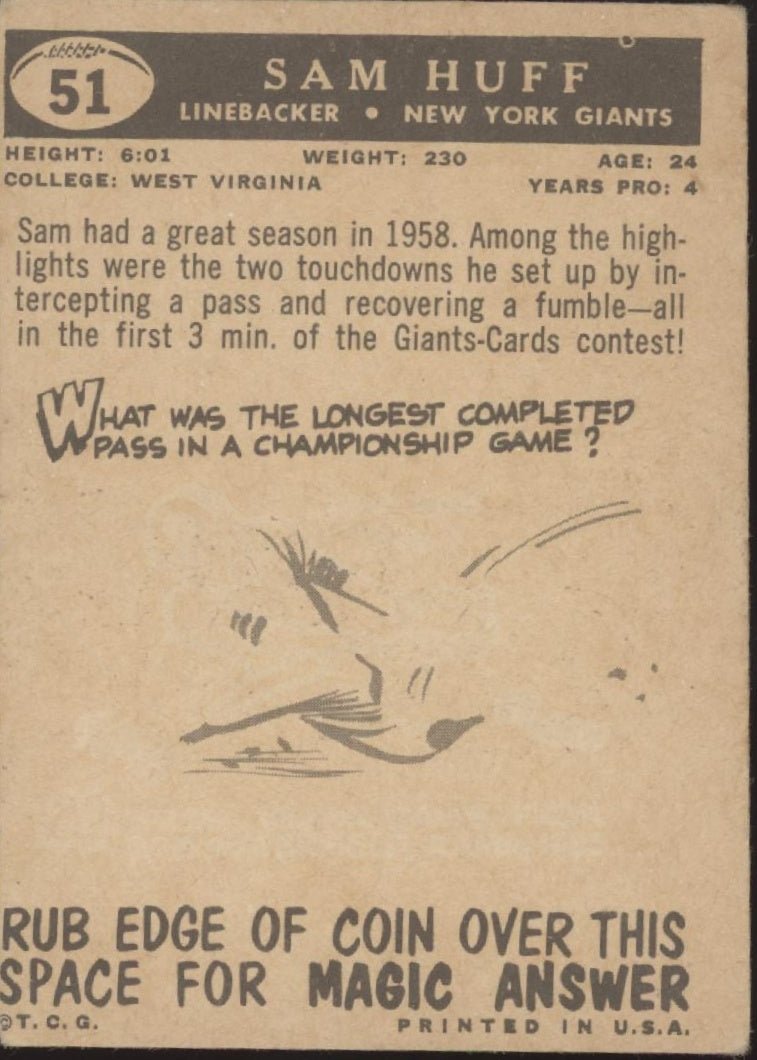 51
SAM HUFF
LINEBACKER • NEW YORK GIANTS
HEIGHT: 6:01 WEIGHT: 230 AGE: 24
COLLEGE: WEST VIRGINIA YEARS PRO: 4
Sam had a great season in 1958. Among the high-
lights were the two touchdowns he set up by in-
tercepting a pass and recovering a fumble—all
in the first 3 min. of the Giants-Cards contest!
WHAT WAS THE LONGEST COMPLETED
PASS IN A CHAMPIONSHIP GAME?
RUB EDGE OF COIN OVER THIS
SPACE FOR MAGIC ANSWER
©T. C. G. PRINTED IN U.S.A.